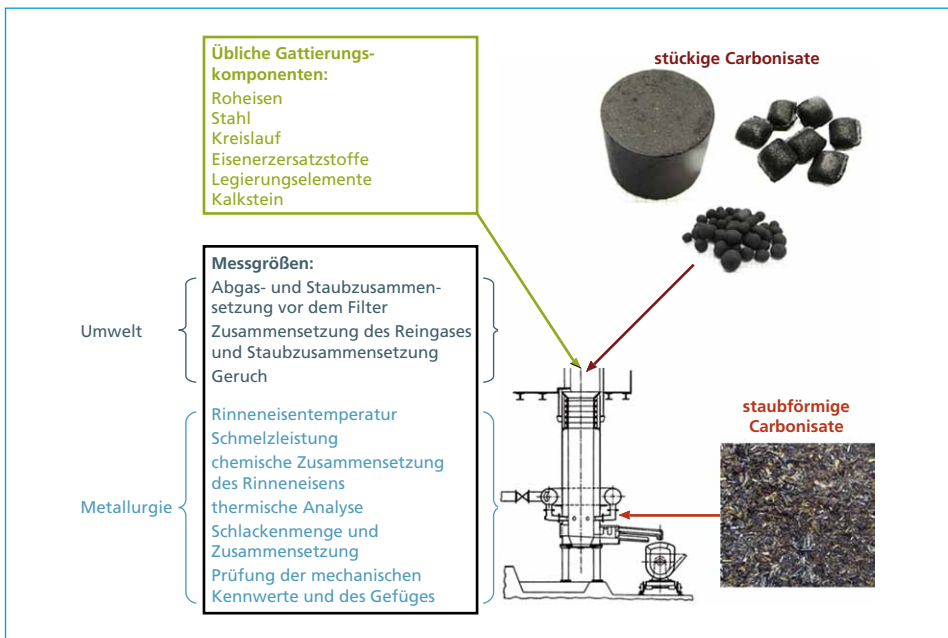 Übliche Gattierungs-
komponenten:
Roheisen
Stahl
Kreislauf
Eisenerzersatzstoffe
Legierungselemente
Kalkstein
stückige Carbonisate
Messgrößen:
Abgas- und Staubzusammen-
setzung vor dem Filter
Zusammensetzung des Reingases
und Staubzusammensetzung
Geruch
Umwelt
Rinneneisentemperatur
Schmelzleistung
chemische Zusammensetzung
des Rinneneisens
thermische Analyse
Schlackenmenge und
Zusammensetzung
Prüfung der mechanischen
Kennwerte und des Gefüges
Metallurgie
staubförmige
Carbonisate